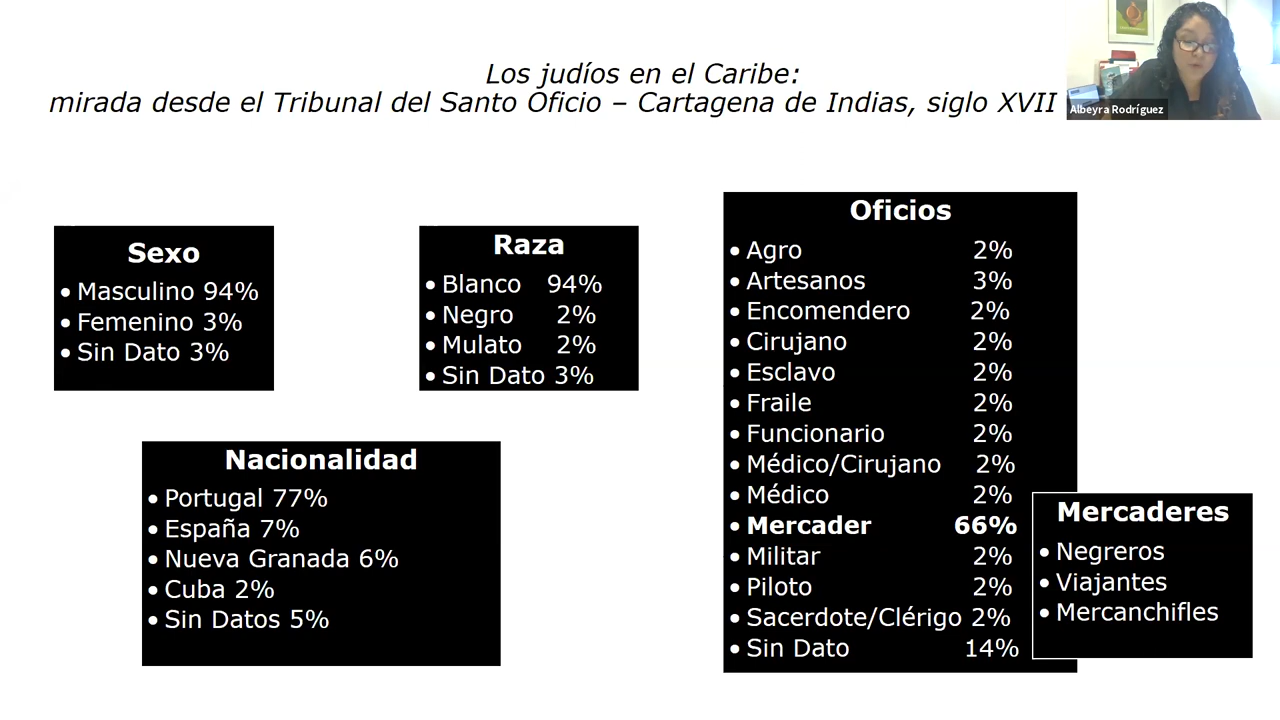 Los judíos en el Caribe:
mirada desde el Tribunal del Santo Oficio – Cartagena de Indias, siglo XVII
Albeyra Rodríguez
Sexo
• Masculino 94%
• Femenino 3%
• Sin Dato 3%
Raza
• Blanco 94%
• Negro 2%
• Mulato 2%
• Sin Dato 3%
Nacionalidad
• Portugal 77%
• España 7%
• Nueva Granada 6%
• Cuba 2%
• Sin Datos 5%
Oficios
• Agro 2%
• Artesanos 3%
• Encomendero 2%
• Cirujano 2%
• Esclavo 2%
• Fraile 2%
• Funcionario 2%
• Médico/Cirujano 2%
• Médico 2%
• Mercader 66%
• Militar 2%
• Piloto 2%
• Sacerdote/Clérigo 2%
• Sin Dato 14%
Mercaderes
• Negreros
• Viajantes
• Mercanchifles